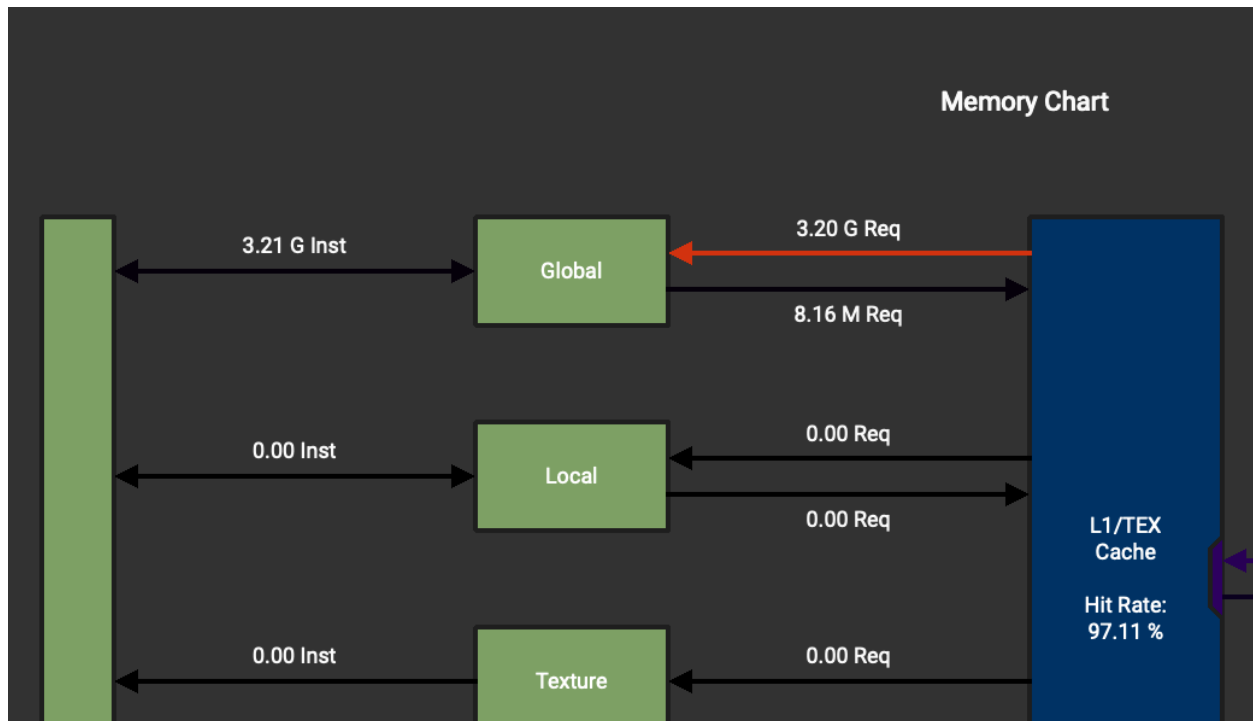 Memory Chart
3.21 G Inst
Global
3.20 G Req
8.16 M Req
0.00 Inst
Local
0.00 Req
0.00 Req
L1/TEX
Cache
Hit Rate:
97.11 %
0.00 Inst
Texture
0.00 Req